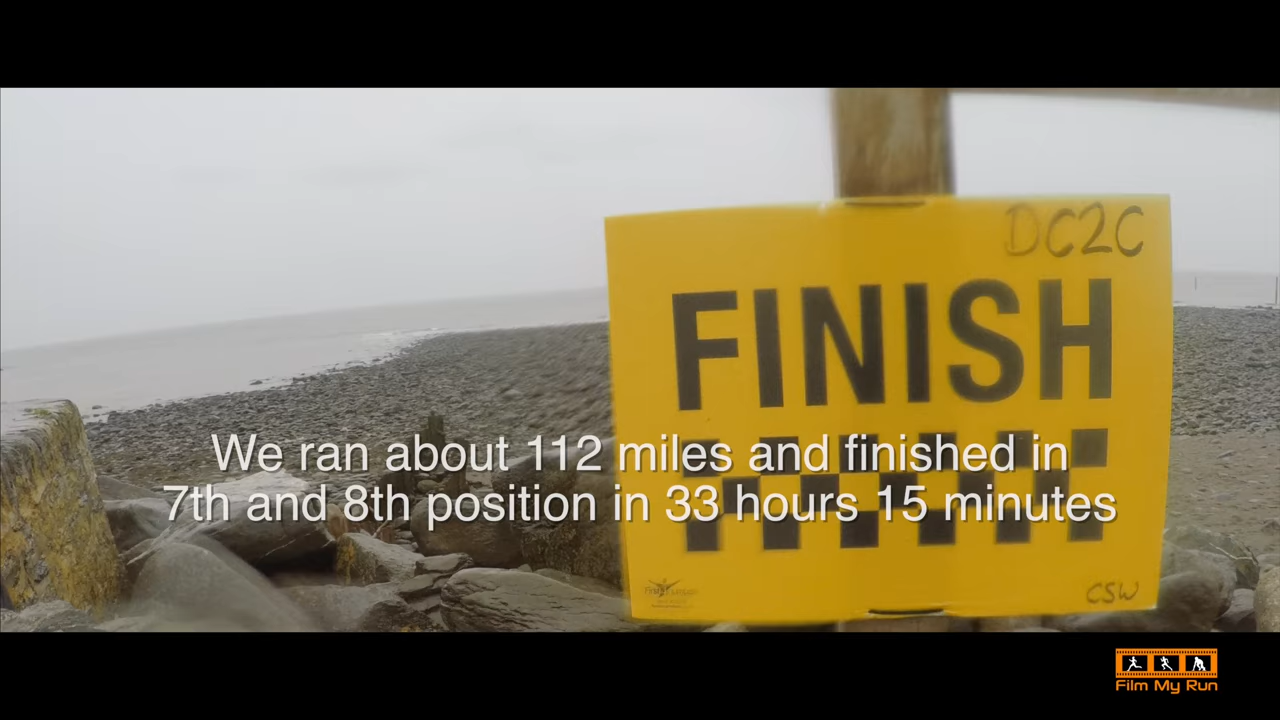 DC2C
FINISH
We ran about 112 miles and finished in
7th and 8th position in 33 hours 15 minutes
CSW
Film My Run